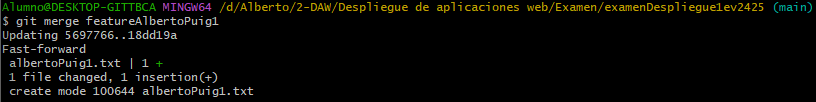 Alumno@DESKTOP-GITTBCA MINGW64 /d/Alberto/2-DAW/Despliegue de aplicaciones web/Examen/examenDespliegue1ev2425 (main)
$ git merge featureAlbertoPuig1
Updating 5697766..18dd19a
Fast-forward
 albertoPuig1.txt | 1 +
 1 file changed, 1 insertion(+)
 create mode 100644 albertoPuig1.txt